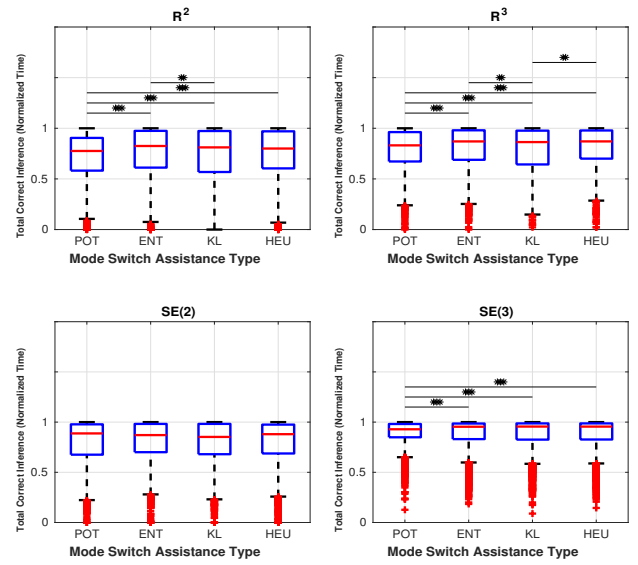 R²
Total Correct Inference (Normalized Time)
1
0.5
0
*** *** *** **
POT ENT KL HEU
Mode Switch Assistance Type
R³
Total Correct Inference (Normalized Time)
1
0.5
0
*** *** *** ** **
POT ENT KL HEU
Mode Switch Assistance Type
SE(2)
Total Correct Inference (Normalized Time)
1
0.5
0
POT ENT KL HEU
Mode Switch Assistance Type
SE(3)
Total Correct Inference (Normalized Time)
1
0.5
0
*** *** ***
POT ENT KL HEU
Mode Switch Assistance Type